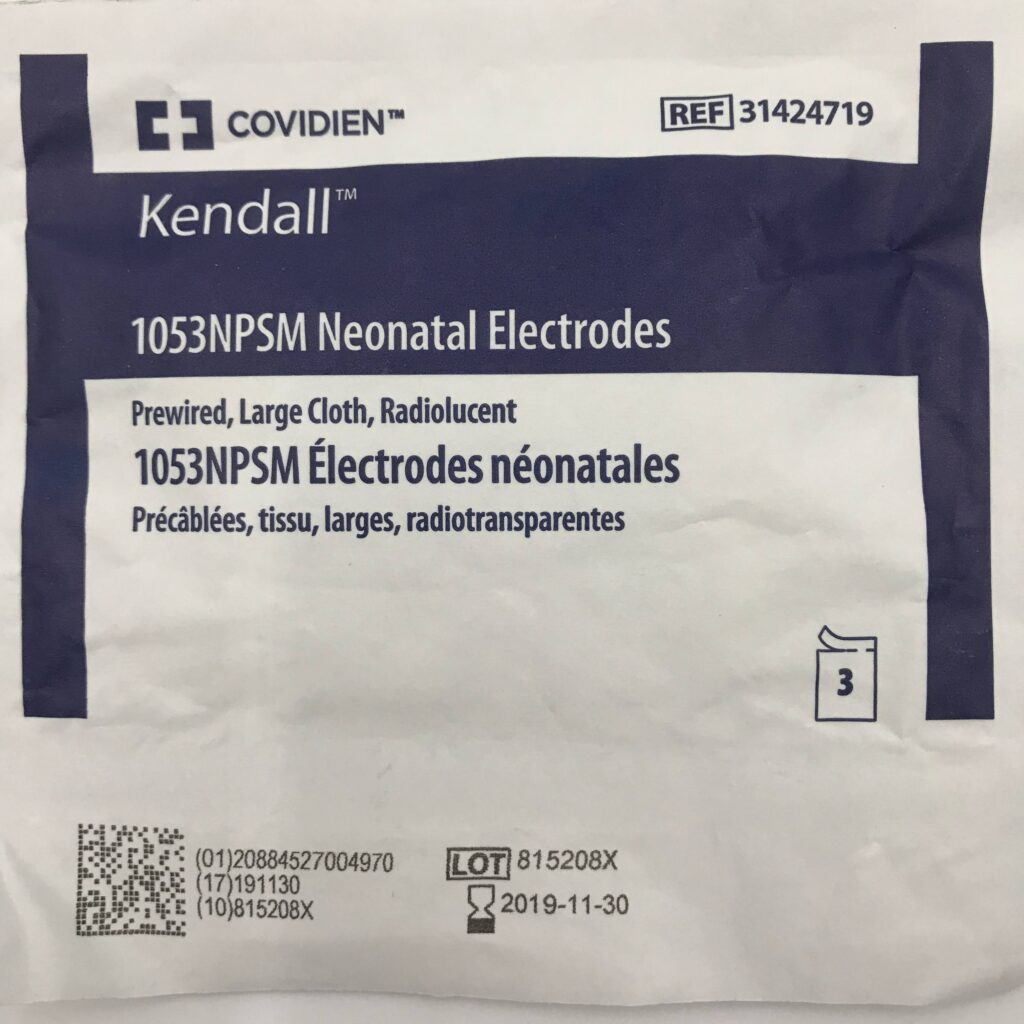 COVIDIEN™
REF 31424719
Kendall™
1053NPSM Neonatal Electrodes
Prewired, Large Cloth, Radiolucent
1053NPSM Électrodes néonatales
Précâblées, tissu, larges, radiotransparentes
3
(01)20884527004970
(17)191130
(10)815208X
LOT 815208X
2019-11-30